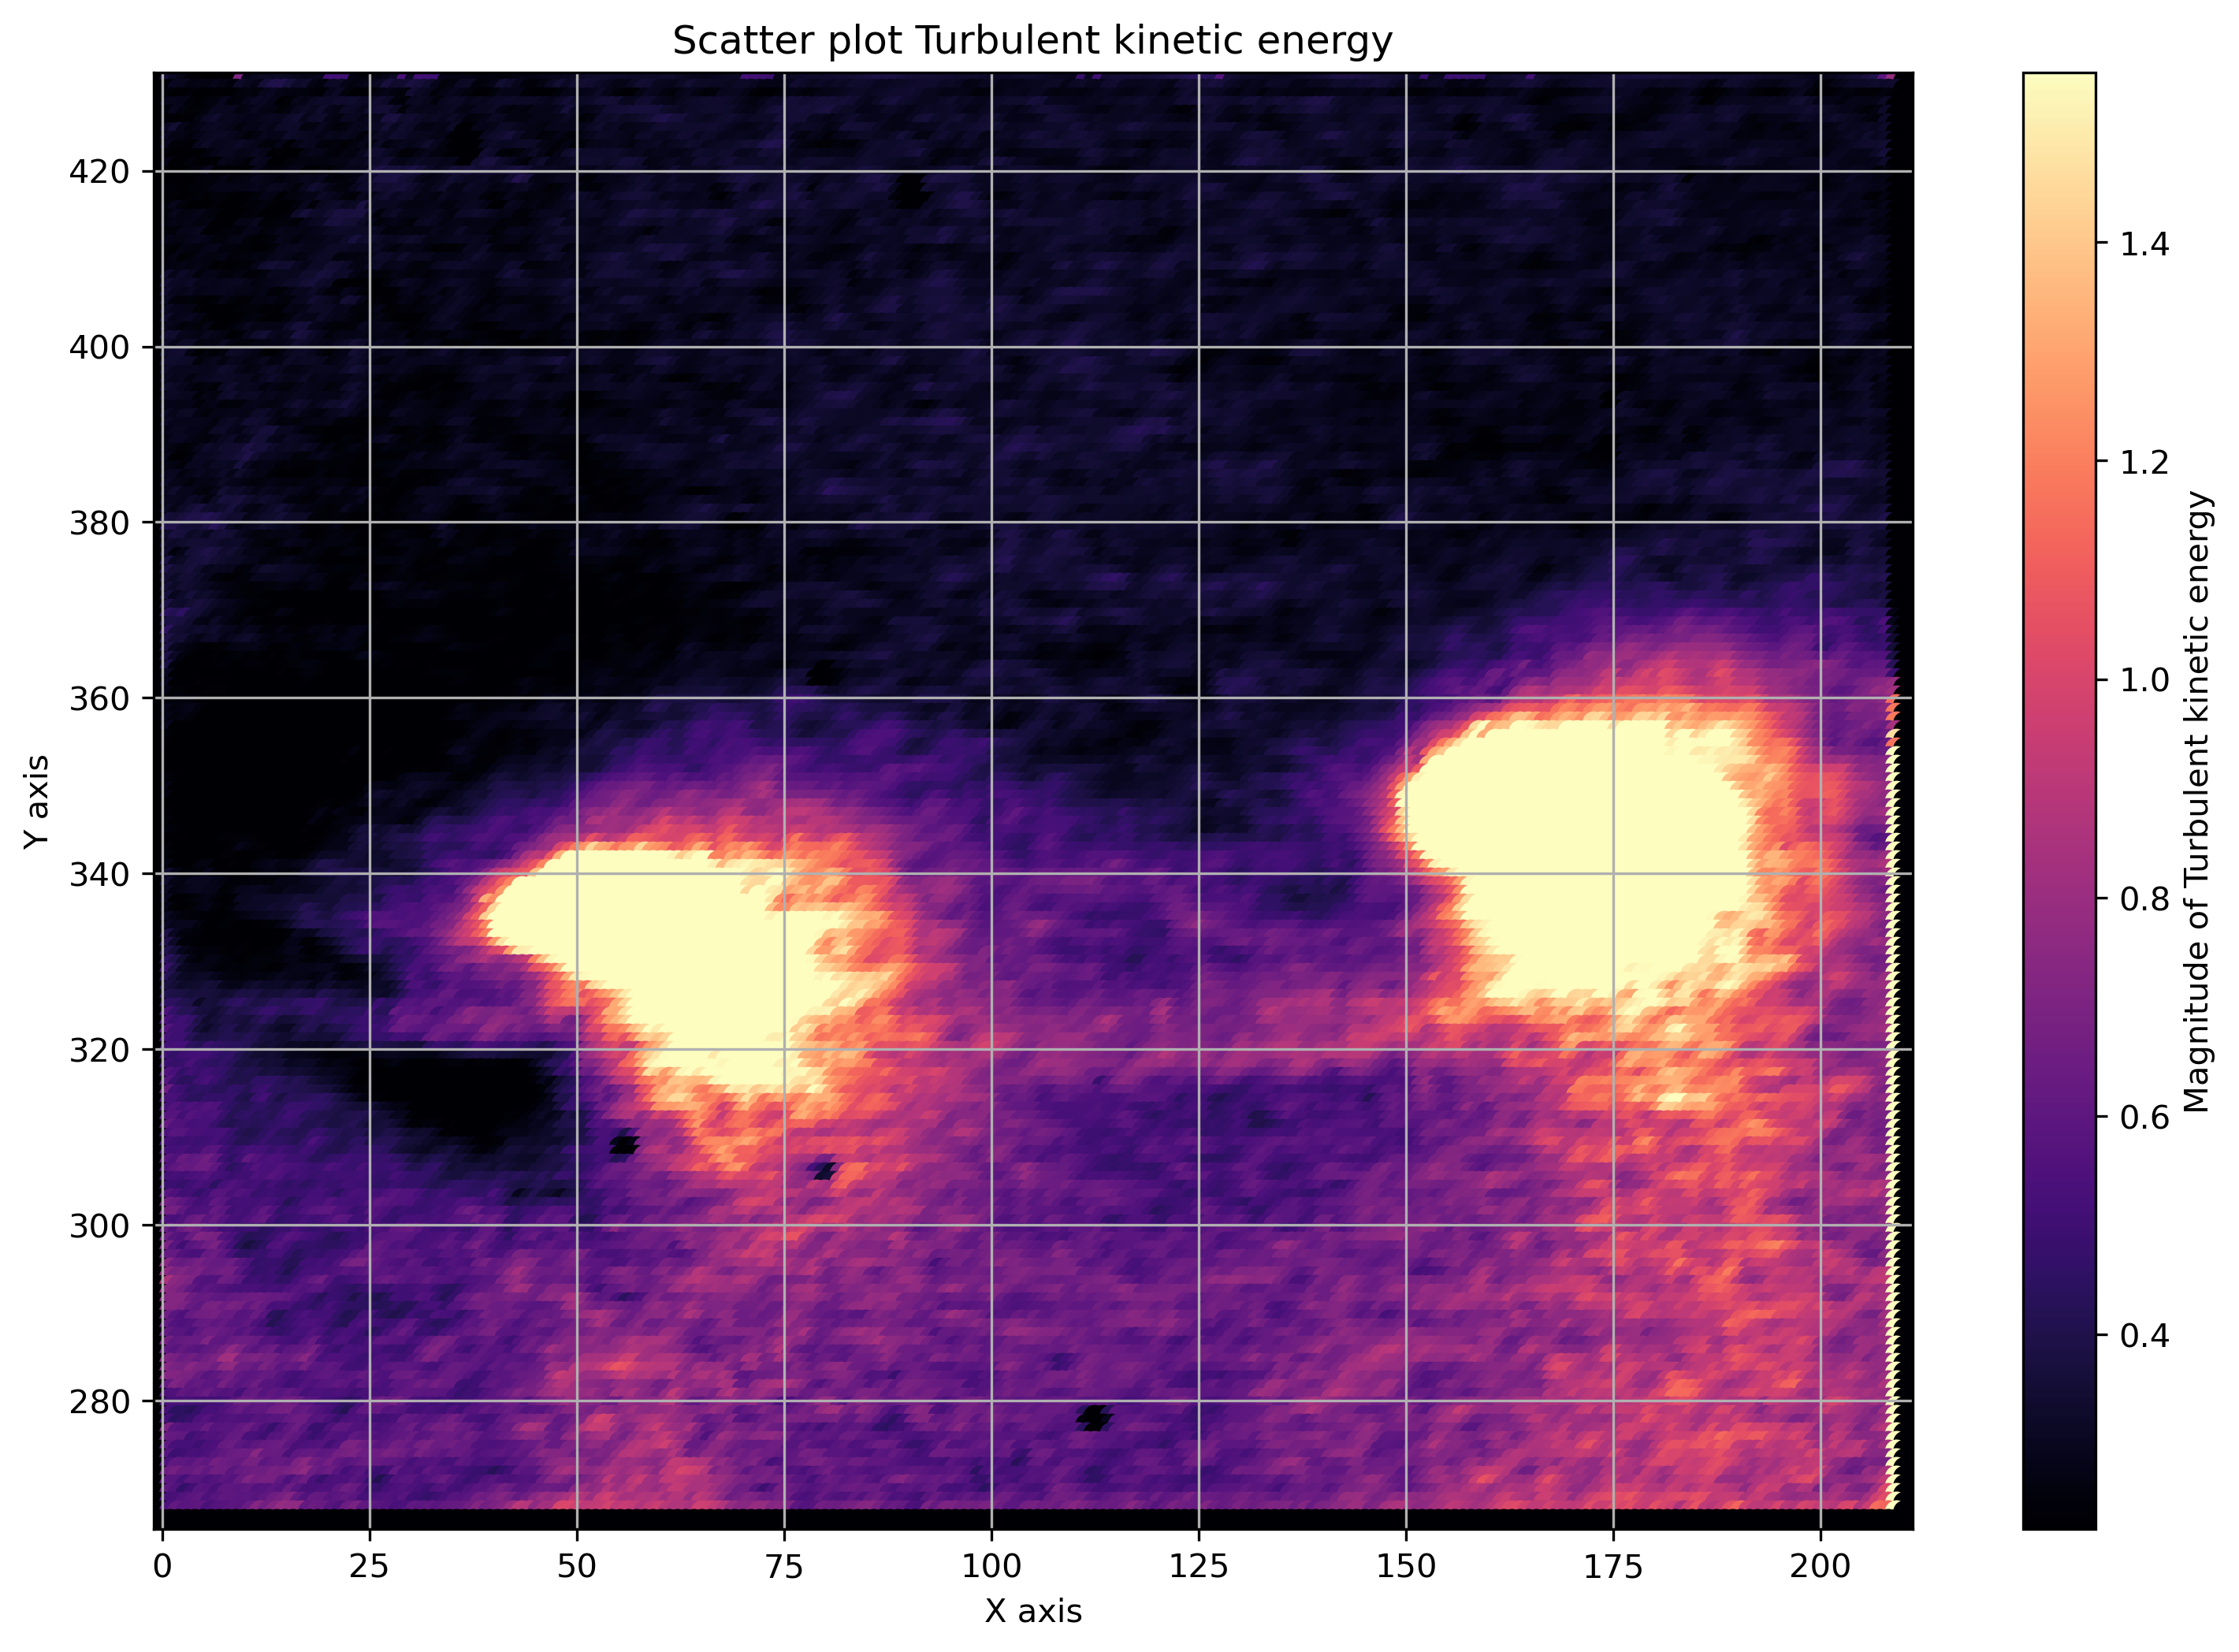 Scatter plot Turbulent kinetic energy
420
400
380
360
340
320
300
280
Y axis
0 25 50 75 100 125 150 175 200
X axis
1.4
1.2
1.0
0.8
0.6
0.4
Magnitude of Turbulent kinetic energy